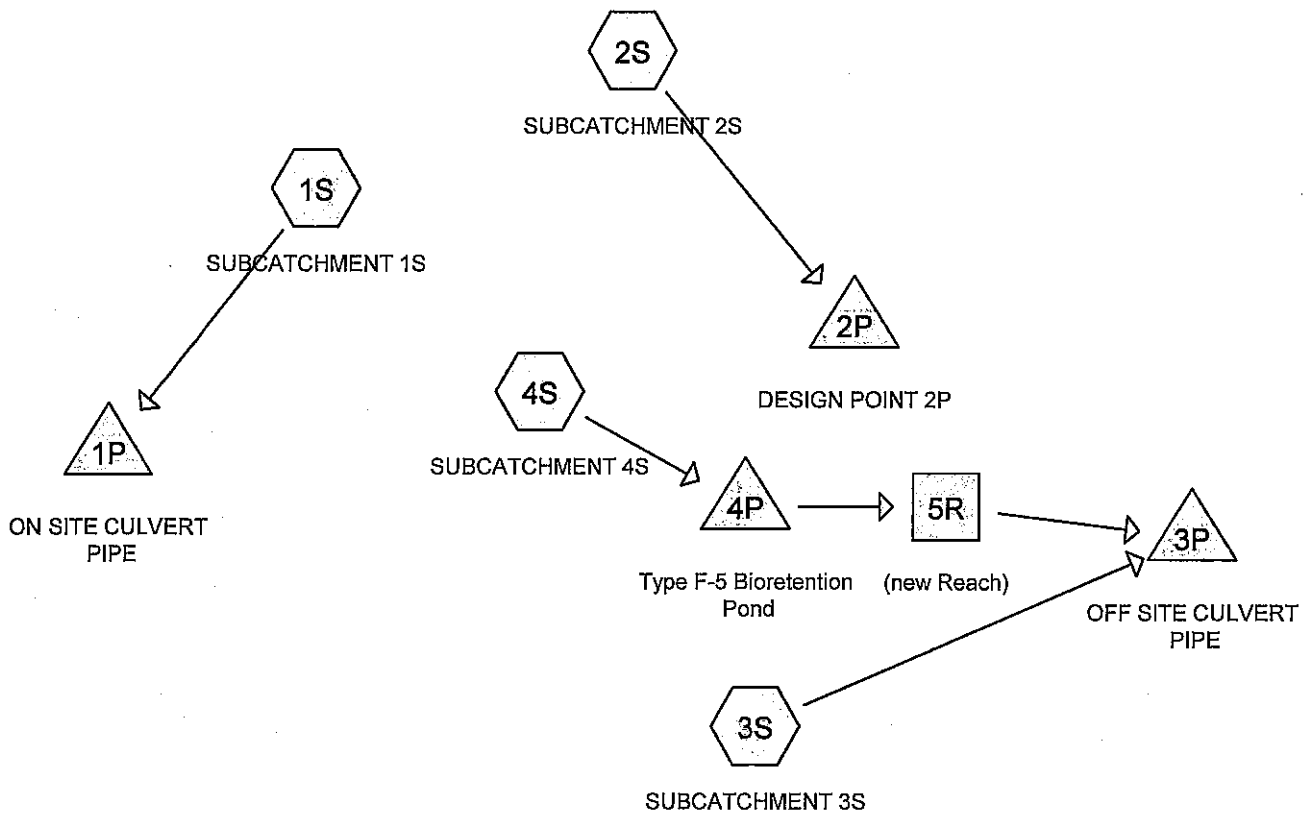 2S
SUBCATCHMENT 2S
1S
SUBCATCHMENT 1S
2P
DESIGN POINT 2P
4S
SUBCATCHMENT 4S
1P
ON SITE CULVERT
PIPE
4P
Type F-5 Bioretention
Pond
5R
(new Reach)
3P
OFF SITE CULVERT
PIPE
3S
SUBCATCHMENT 3S